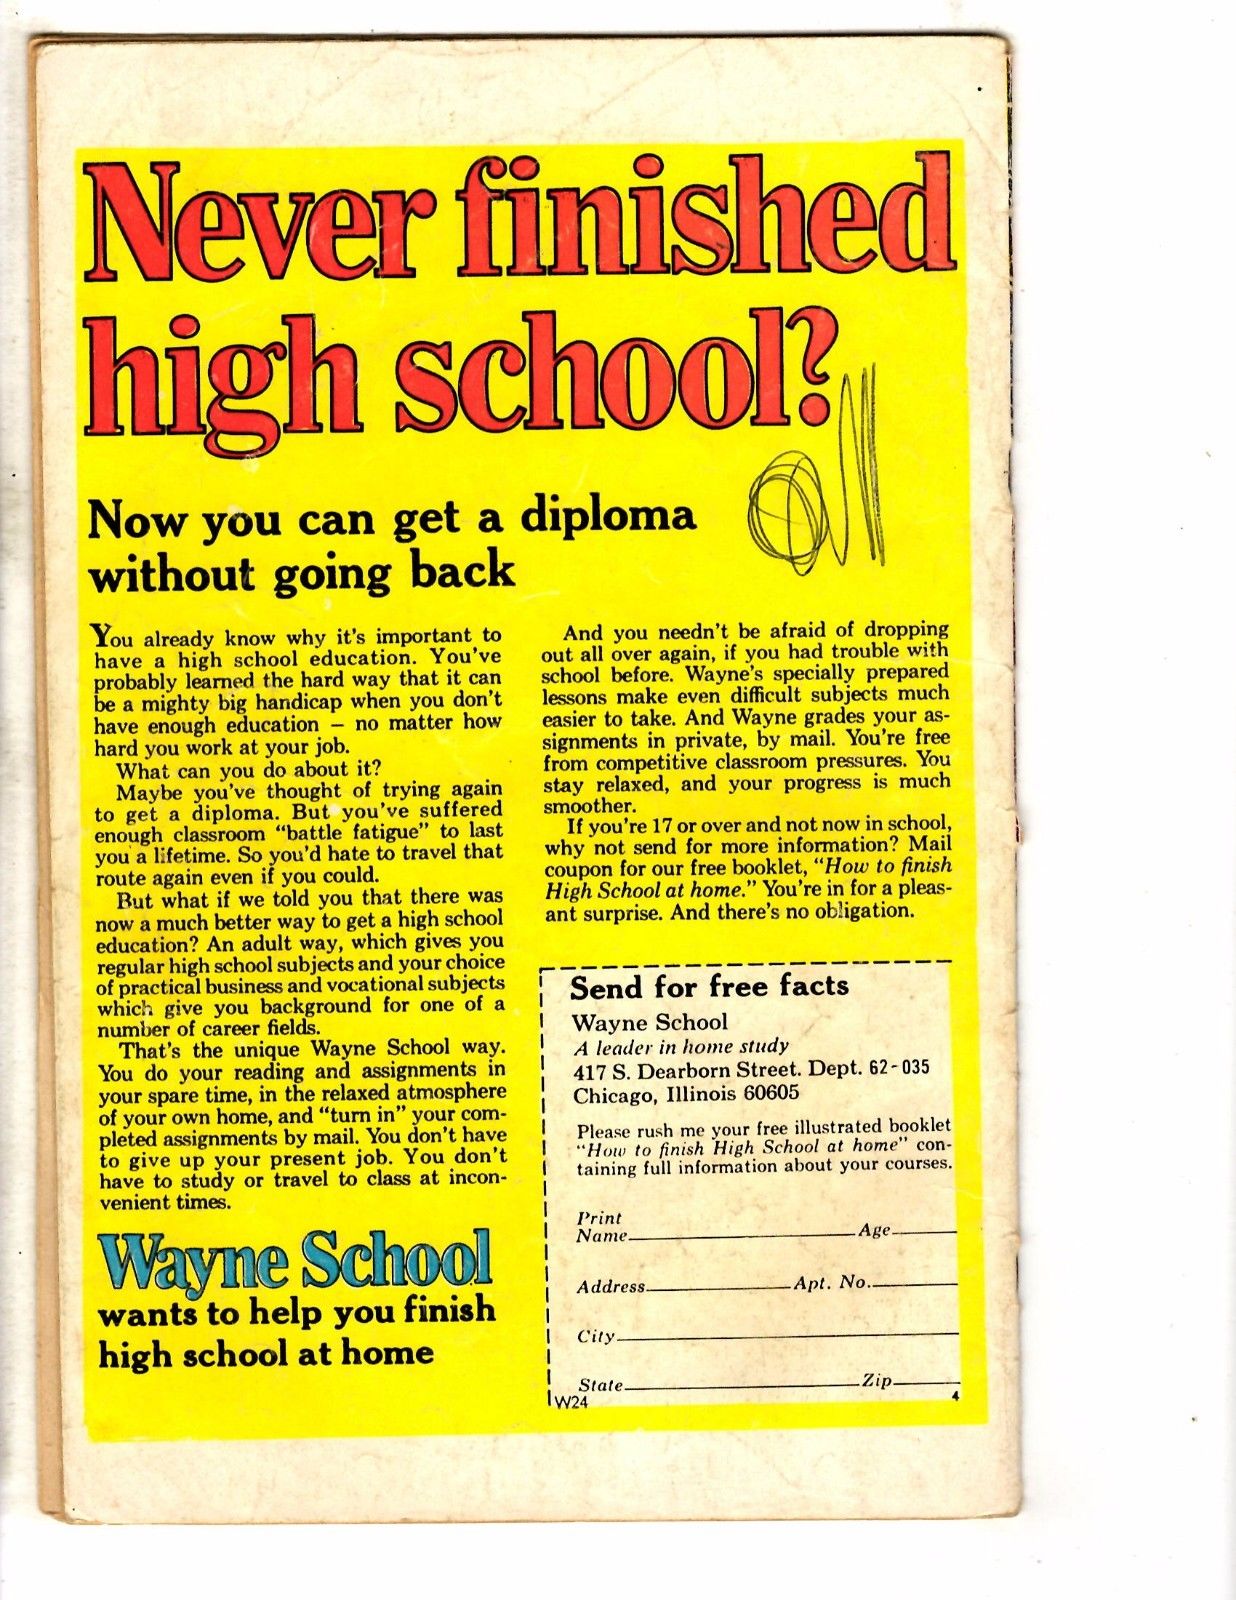 Never finished
high school?
Now you can get a diploma
without going back
You already know why it's important to
have a high school education. You've
probably learned the hard way that it can
be a mighty big handicap when you don't
have enough education — no matter how
hard you work at your job.
What can you do about it?
Maybe you've thought of trying again
to get a diploma. But you've suffered
enough classroom "battle fatigue" to last
you a lifetime. So you'd hate to travel that
route again even if you could.
But what if we told you that there was
now a much better way to get a high school
education? An adult way, which gives you
regular high school subjects and your choice
of practical business and vocational subjects
which give you background for one of a
number of career fields.
That's the unique Wayne School way.
You do your reading and assignments in
your spare time, in the relaxed atmosphere
of your own home, and "turn in" your com-
pleted assignments by mail. You don't have
to give up your present job. You don't
have to study or travel to class at incon-
venient times.
Wayne School
wants to help you finish
high school at home
And you needn't be afraid of dropping
out all over again, if you had trouble with
school before. Wayne's specially prepared
lessons make even difficult subjects much
easier to take. And Wayne grades your as-
signments in private, by mail. You're free
from competitive classroom pressures. You
stay relaxed, and your progress is much
smoother.
If you're 17 or over and not now in school,
why not send for more information? Mail
coupon for our free booklet, "How to finish
High School at home." You're in for a pleas-
ant surprise. And there's no obligation.
Send for free facts
Wayne School
A leader in home study
417 S. Dearborn Street. Dept. 62-035
Chicago, Illinois 60605
Please rush me your free illustrated booklet
"How to finish High School at home" con-
taining full information about your courses.
Print
Name Age
Address Apt. No.
City
State Zip
W24 4